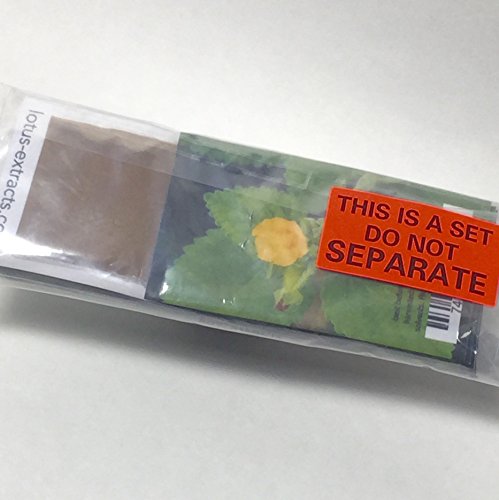 lotus-extracts.co
THIS IS A SET
DO NOT
SEPARATE